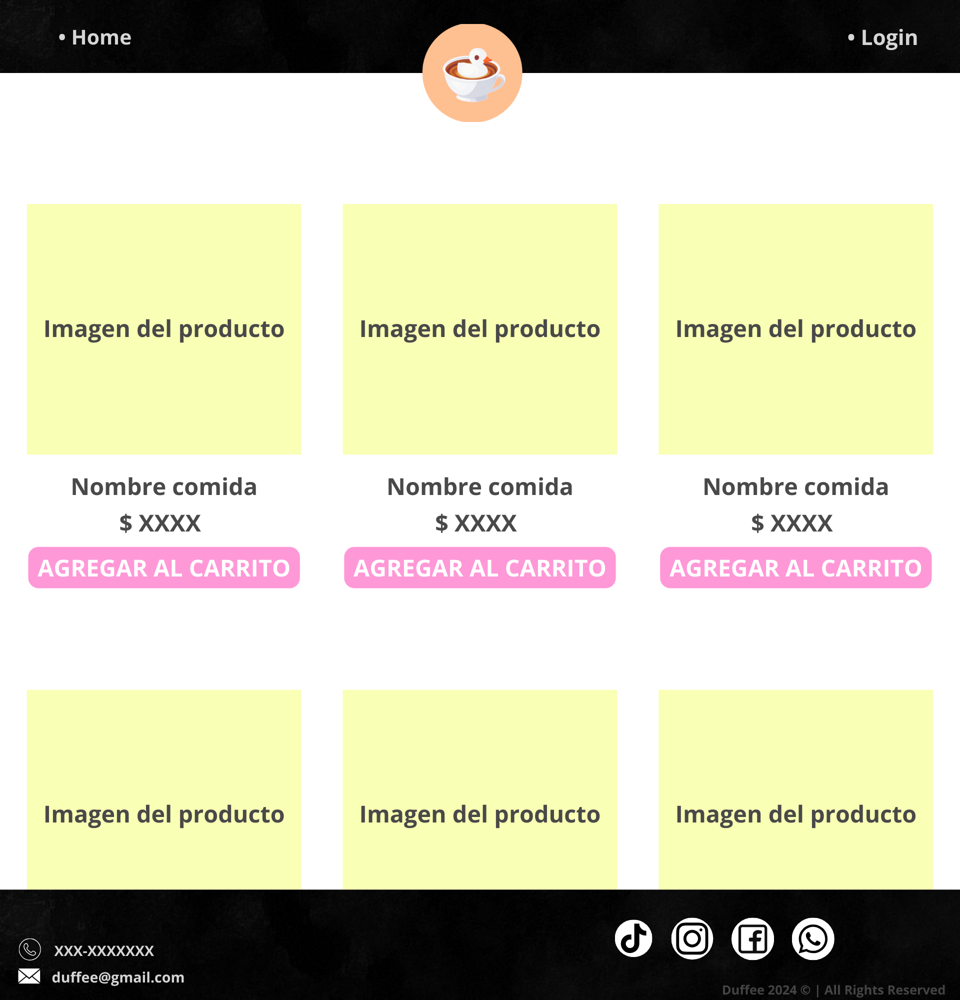 • Home
• Login
Imagen del producto
Imagen del producto
Imagen del producto
Nombre comida
Nombre comida
Nombre comida
$ XXXX
$ XXXX
$ XXXX
AGREGAR AL CARRITO
AGREGAR AL CARRITO
AGREGAR AL CARRITO
Imagen del producto
Imagen del producto
Imagen del producto
XXX-XXXXXXX
duffee@gmail.com
Duffee 2024 © | All Rights Reserved